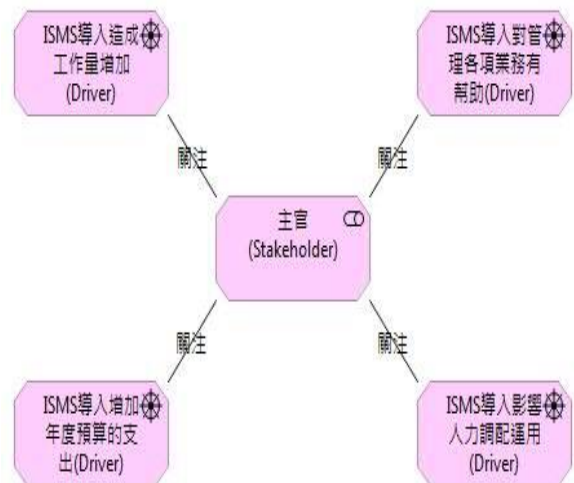 ISMS導入造成
工作量增加
(Driver)
ISMS導入對管
理各項業務有
幫助(Driver)
關注
關注
主官
(Stakeholder)
關注
關注
ISMS導入增加
年度預算的支
出(Driver)
ISMS導入影響
人力調配運用
(Driver)